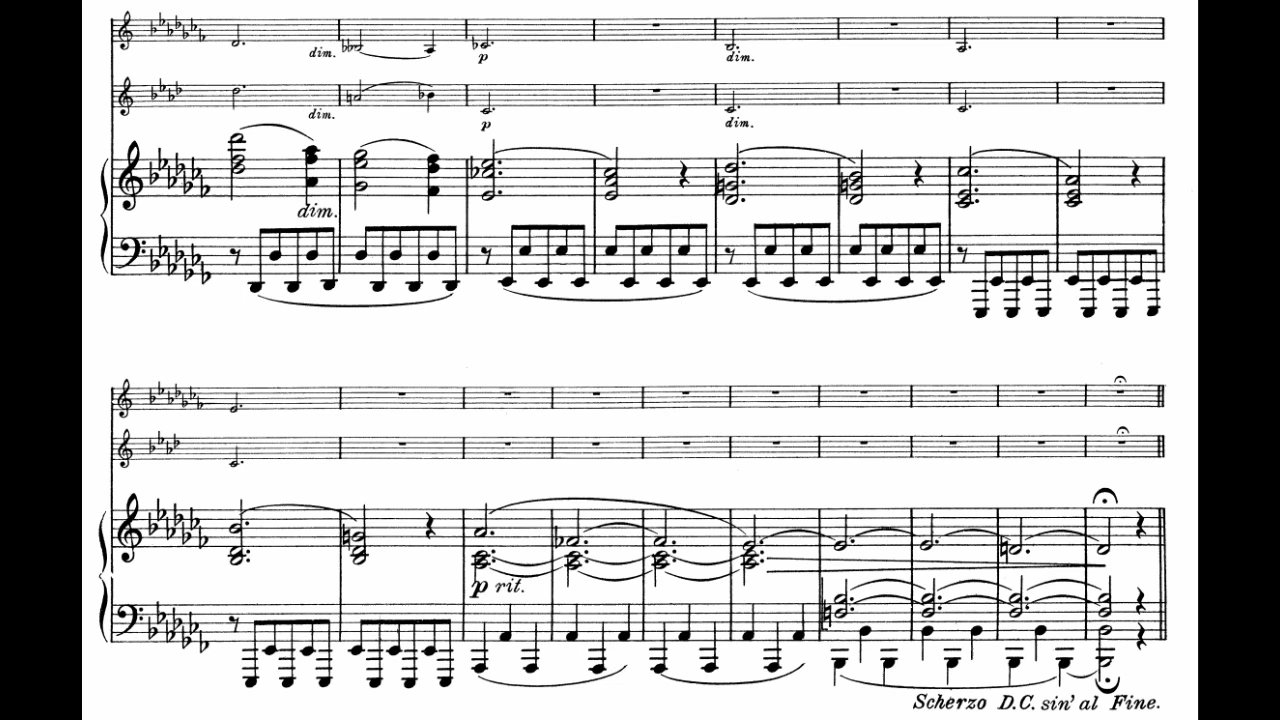 dim.
p
dim.
dim.
p
dim.
dim.
p rit.
Scherzo D.C. sin' al Fine.